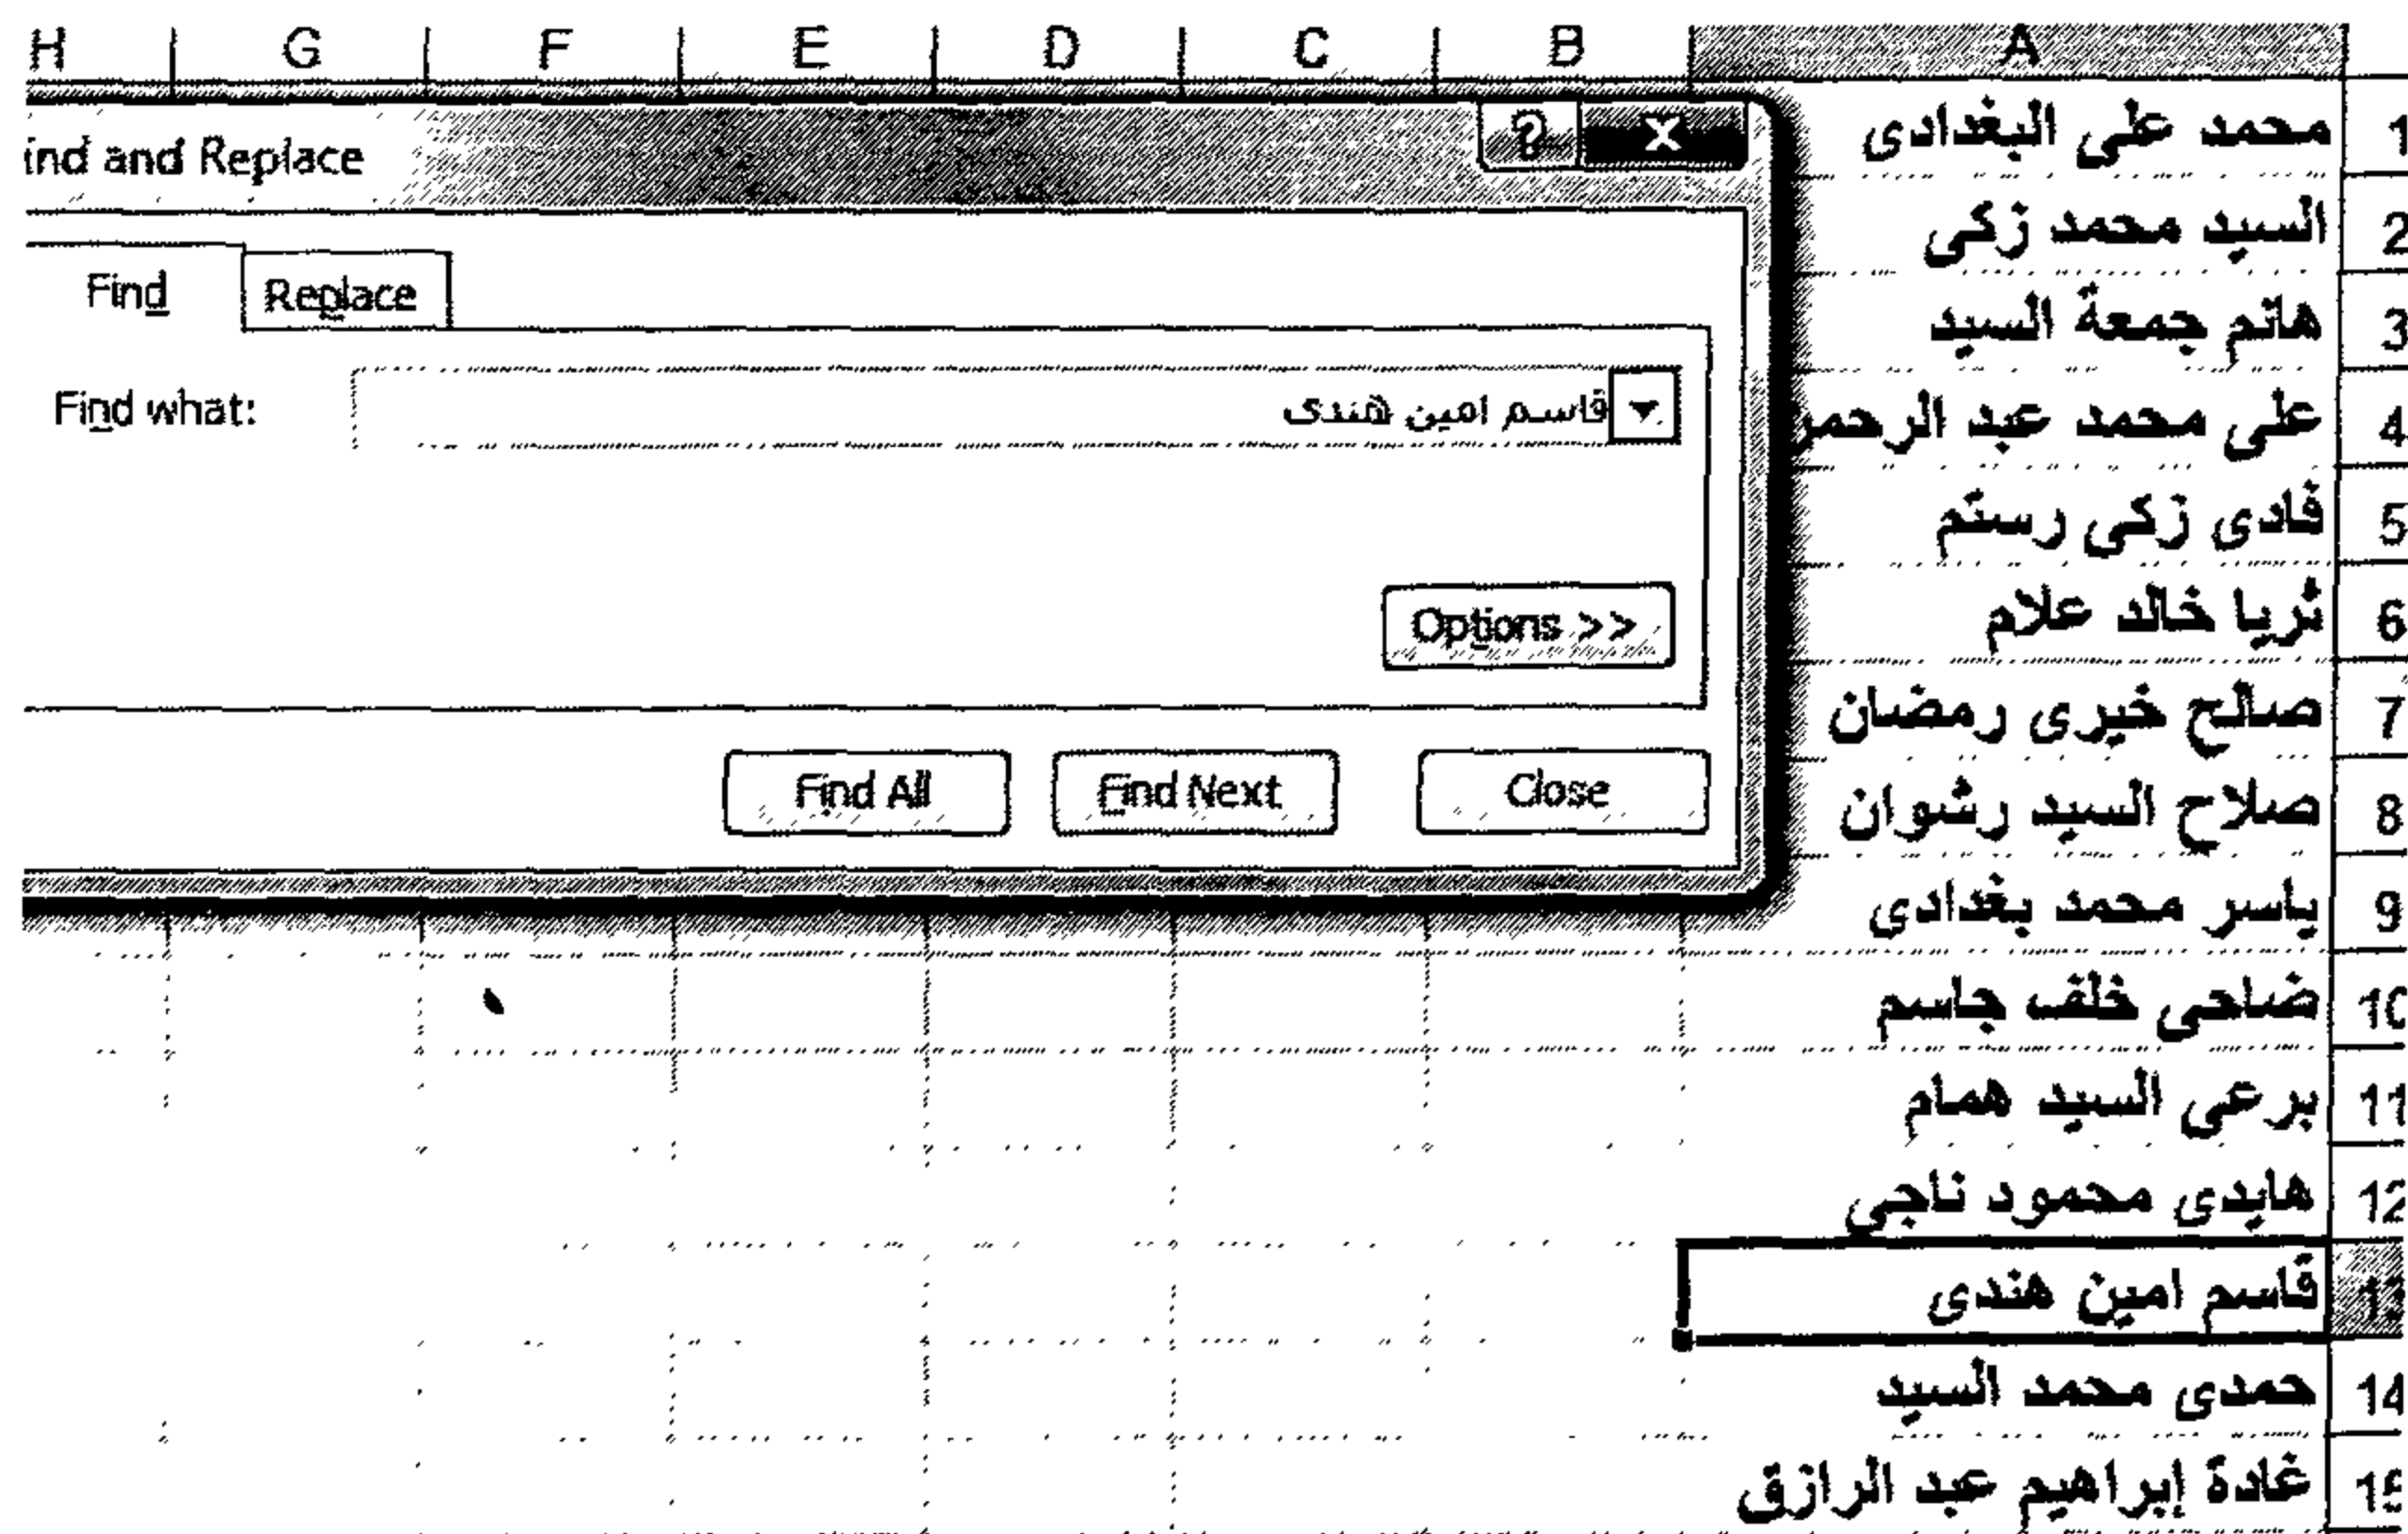 H G F E D C B A
ind and Replace
Find Replace
Find what: قاسم امين هندى
Options >>
Find All Find Next Close
محمد على البغدادى 1
السيد محمد زكى 2
هانم جمعة السيد 3
على محمد عبد الرحمن 4
فادى زكى رستم 5
ثريا خالد علام 6
صالح خيرى رمضان 7
صلاح السيد رشوان 8
ياسر محمد بغدادى 9
ضاحى خلف جاسم 10
برعى السيد همام 11
هايدى محمود ناجي 12
قاسم امين هندى 13
حمدى محمد السيد 14
غادة إبراهيم عبد الرازق 15